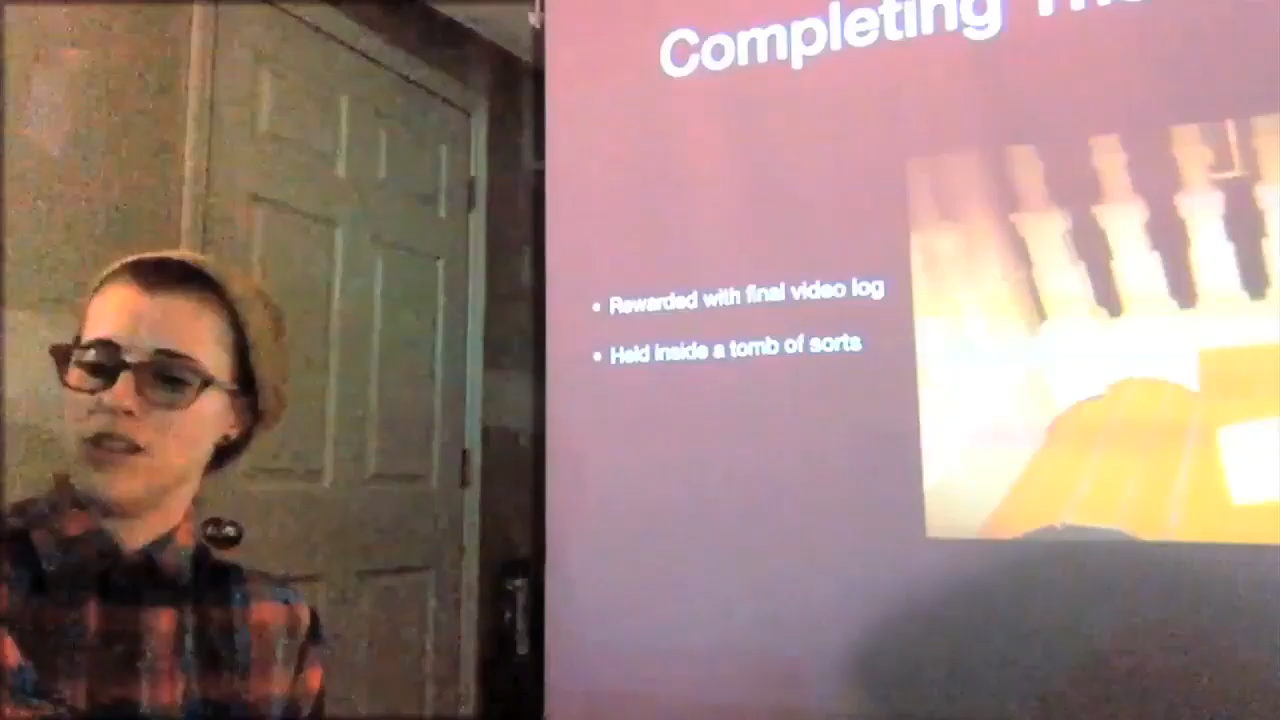 Completing
• Rewarded with final video log
• Held inside a tomb of sorts